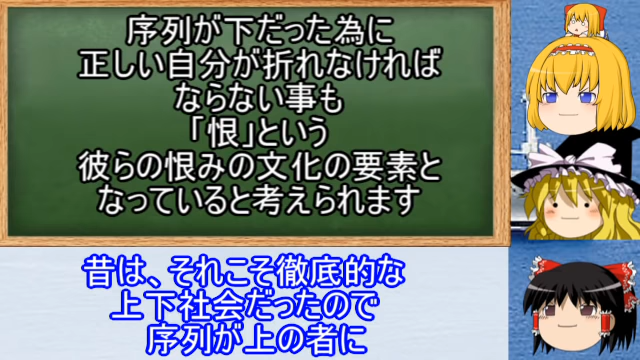 序列が下だった為に
正しい自分が折れなければ
ならない事も
「恨」という
彼らの恨みの文化の要素と
なっていると考えられます
昔は、それこそ徹底的な
上下社会だったので
序列が上の者に